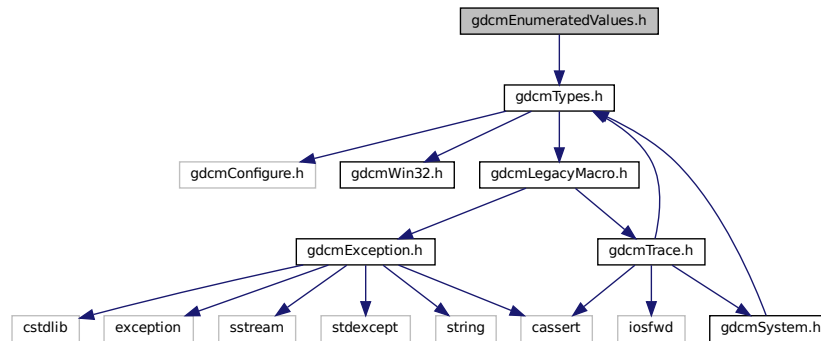 gdcmEnumeratedValues.h
gdcmTypes.h
gdcmConfigure.h
gdcmWin32.h
gdcmLegacyMacro.h
gdcmException.h
gdcmTrace.h
cstdlib
exception
sstream
stdexcept
string
cassert
iosfwd
gdcmSystem.h